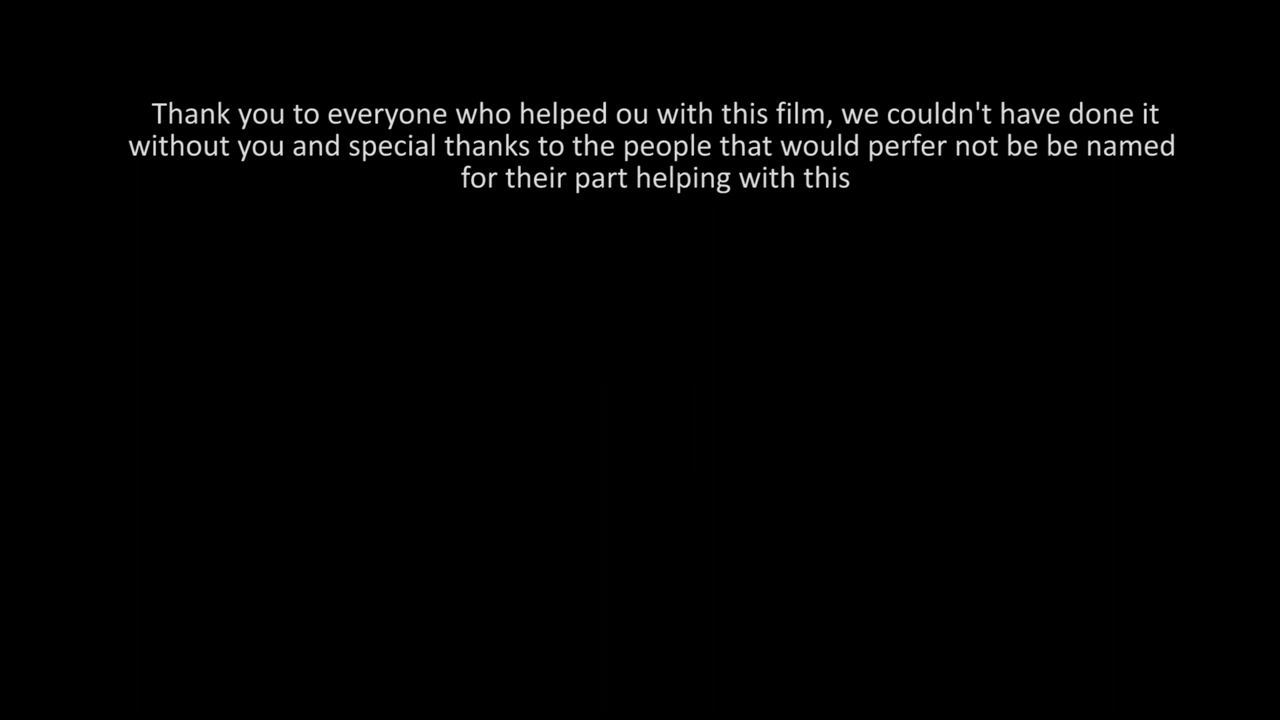 Thank you to everyone who helped ou with this film, we couldn't have done it
without you and special thanks to the people that would perfer not be be named
for their part helping with this